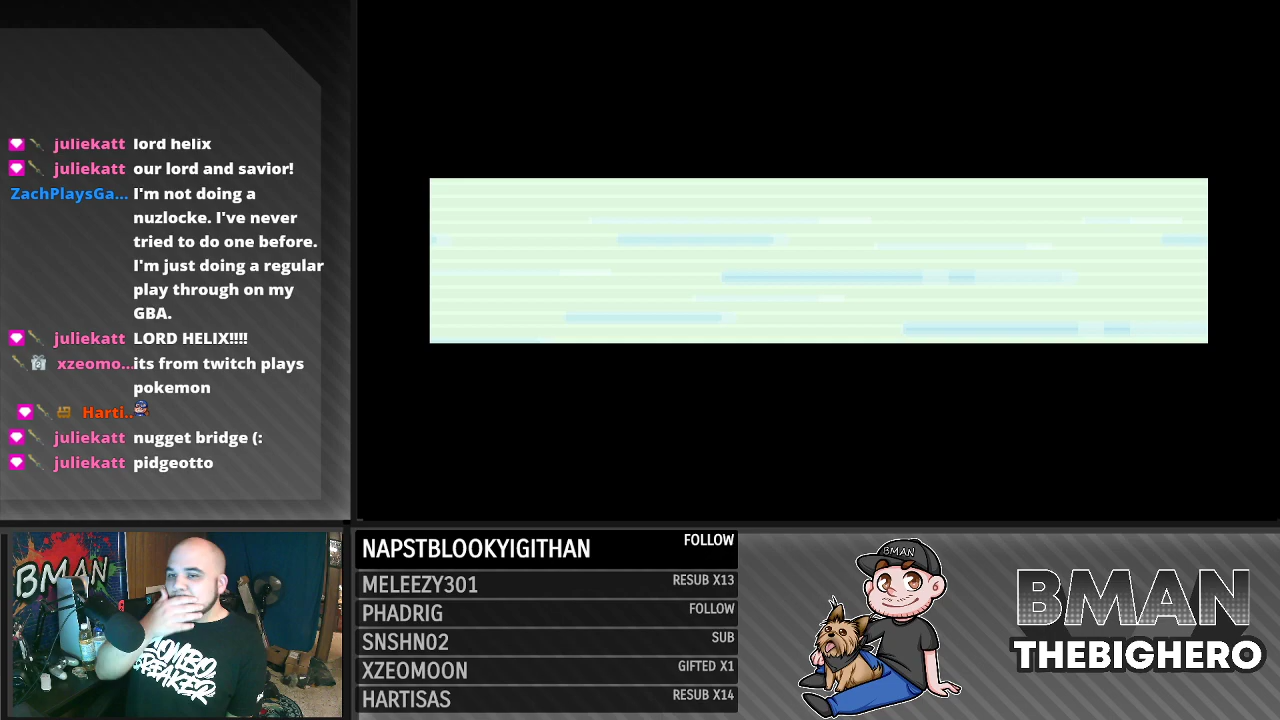 juliekatt lord helix
juliekatt our lord and savior!
ZachPlaysGa... I'm not doing a
nuzlocke. I've never
tried to do one before.
I'm just doing a regular
play through on my
GBA.
juliekatt LORD HELIX!!!!
xzeomo... its from twitch plays
pokemon
Harti..
juliekatt nugget bridge (:
juliekatt pidgeotto
BMAN
COMBO
BREAKER
NAPSTBLOOKYIGITHAN FOLLOW
MELEEZY301 RESUB X13
PHADRIG FOLLOW
SNSHN02 SUB
XZEOMOON GIFTED X1
HARTISAS RESUB X14
BMAN
BMAN
THEBIGHERO